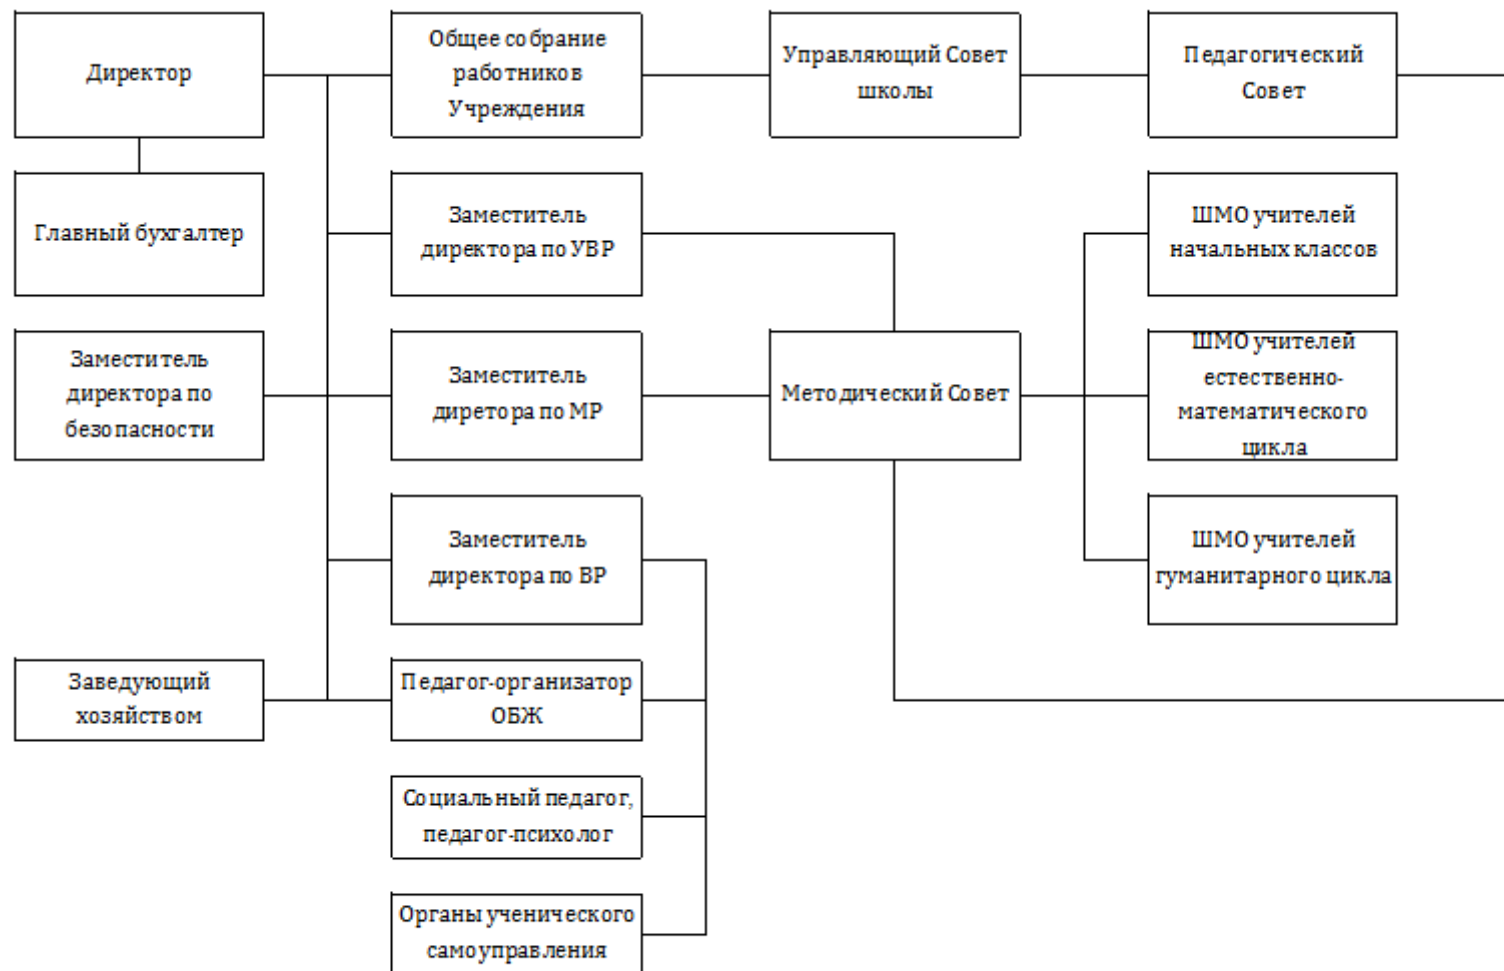 Директор
Общее собрание
работников
Учреждения
Управляющий Совет
школы
Педагогический
Совет
Главный бухгалтер
Заместитель
директора по УВР
ШМО учителей
начальных классов
Заместитель
директора по
безопасности
Заместитель
диретора по МР
Методический Совет
ШМО учителей
естественно-
математического
цикла
Заместитель
директора по ВР
ШМО учителей
гуманитарного цикла
Заведующий
хозяйством
Педагог-организатор
ОБЖ
Социальный педагог,
педагог-психолог
Органы ученического
самоуправления